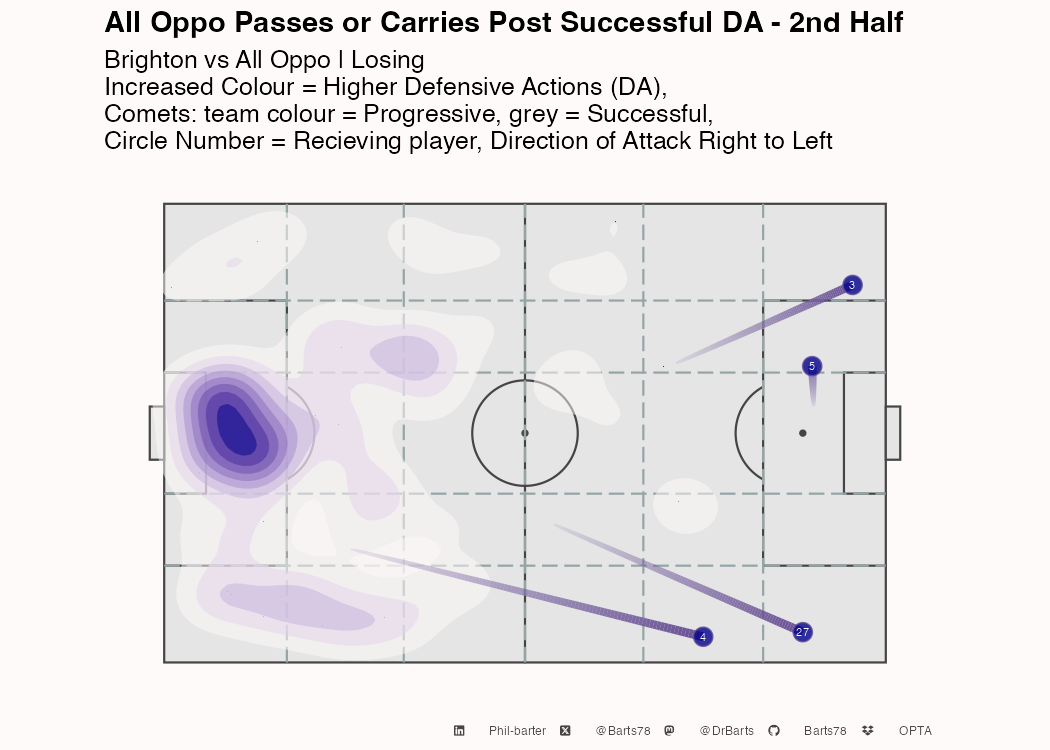 All Oppo Passes or Carries Post Successful DA - 2nd Half
Brighton vs All Oppo | Losing
Increased Colour = Higher Defensive Actions (DA),
Comets: team colour = Progressive, grey = Successful,
Circle Number = Recieving player, Direction of Attack Right to Left
3
5
4
27
Phil-barter @Barts78 @DrBarts Barts78 OPTA